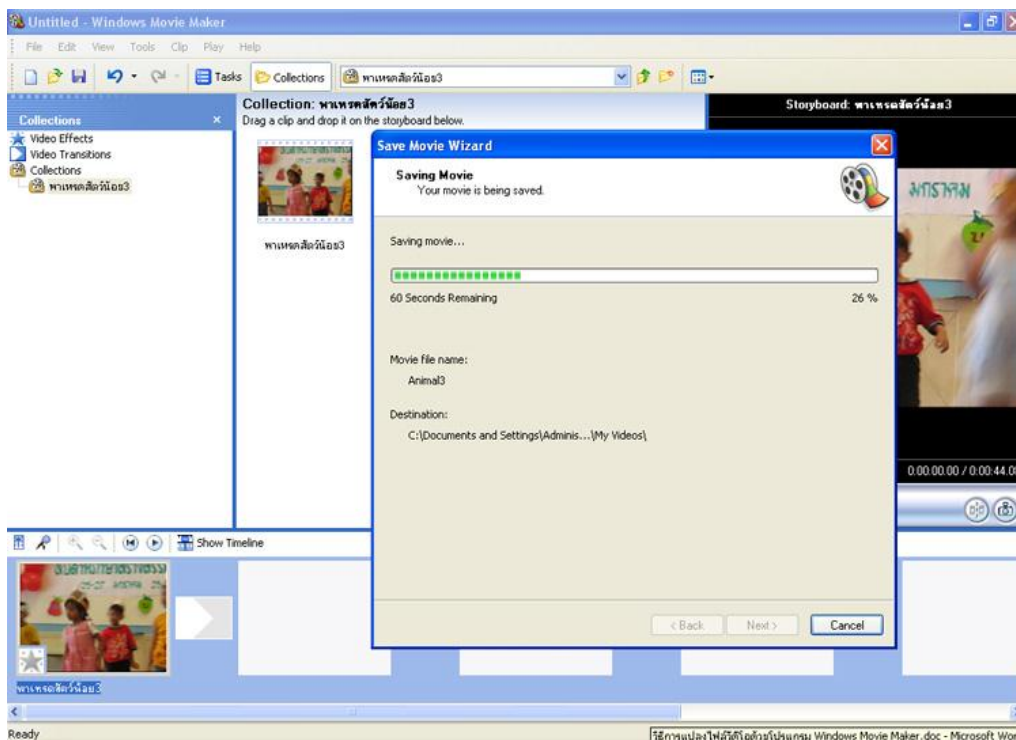 Untitled - Windows Movie Maker
File Edit View Tools Clip Play Help
Tasks Collections พาเหรดสัตว์น้อย3
Collections
Video Effects
Video Transitions
Collections
พาเหรดสัตว์น้อย3
Collection: พาเหรดสัตว์น้อย3
Drag a clip and drop it on the storyboard below.
พาเหรดสัตว์น้อย3
Storyboard: พาเหรดสัตว์น้อย3
มกราคม
Save Movie Wizard
Saving Movie
Your movie is being saved.
Saving movie...
60 Seconds Remaining 26 %
Movie file name:
Animal3
Destination:
C:\Documents and Settings\Adminis...\My Videos\
< Back Next > Cancel
0:00:00.00 / 0:00:44.0
Show Timeline
พาเหรดสัตว์น้อย3
Ready
วิธีการแปลงไฟล์วีดีโอด้วยโปรแกรม Windows Movie Maker.doc - Microsoft Wor